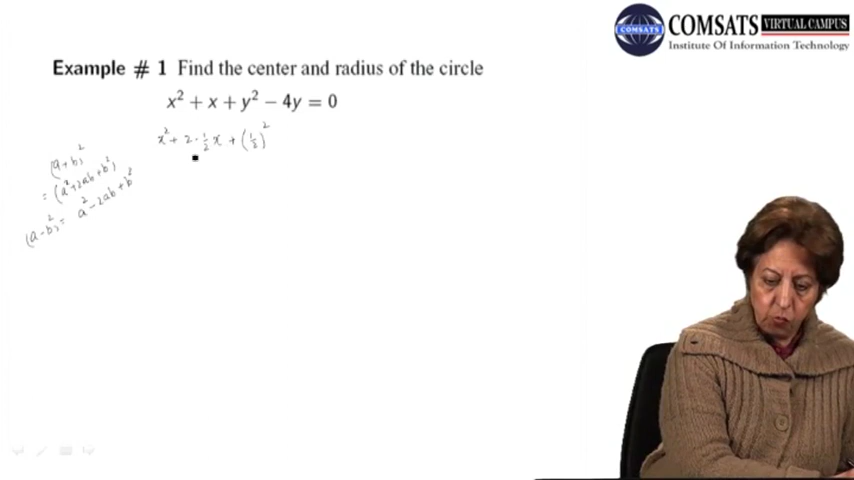 COMSATS VIRTUAL CAMPUS
Institute Of Information Technology
COMSATS
Example # 1 Find the center and radius of the circle
x² + x + y² − 4y = 0
x² + 2·½x + (½)²
(a+b)²
= (a²+2ab+b²)
(a-b)² = a²-2ab+b²